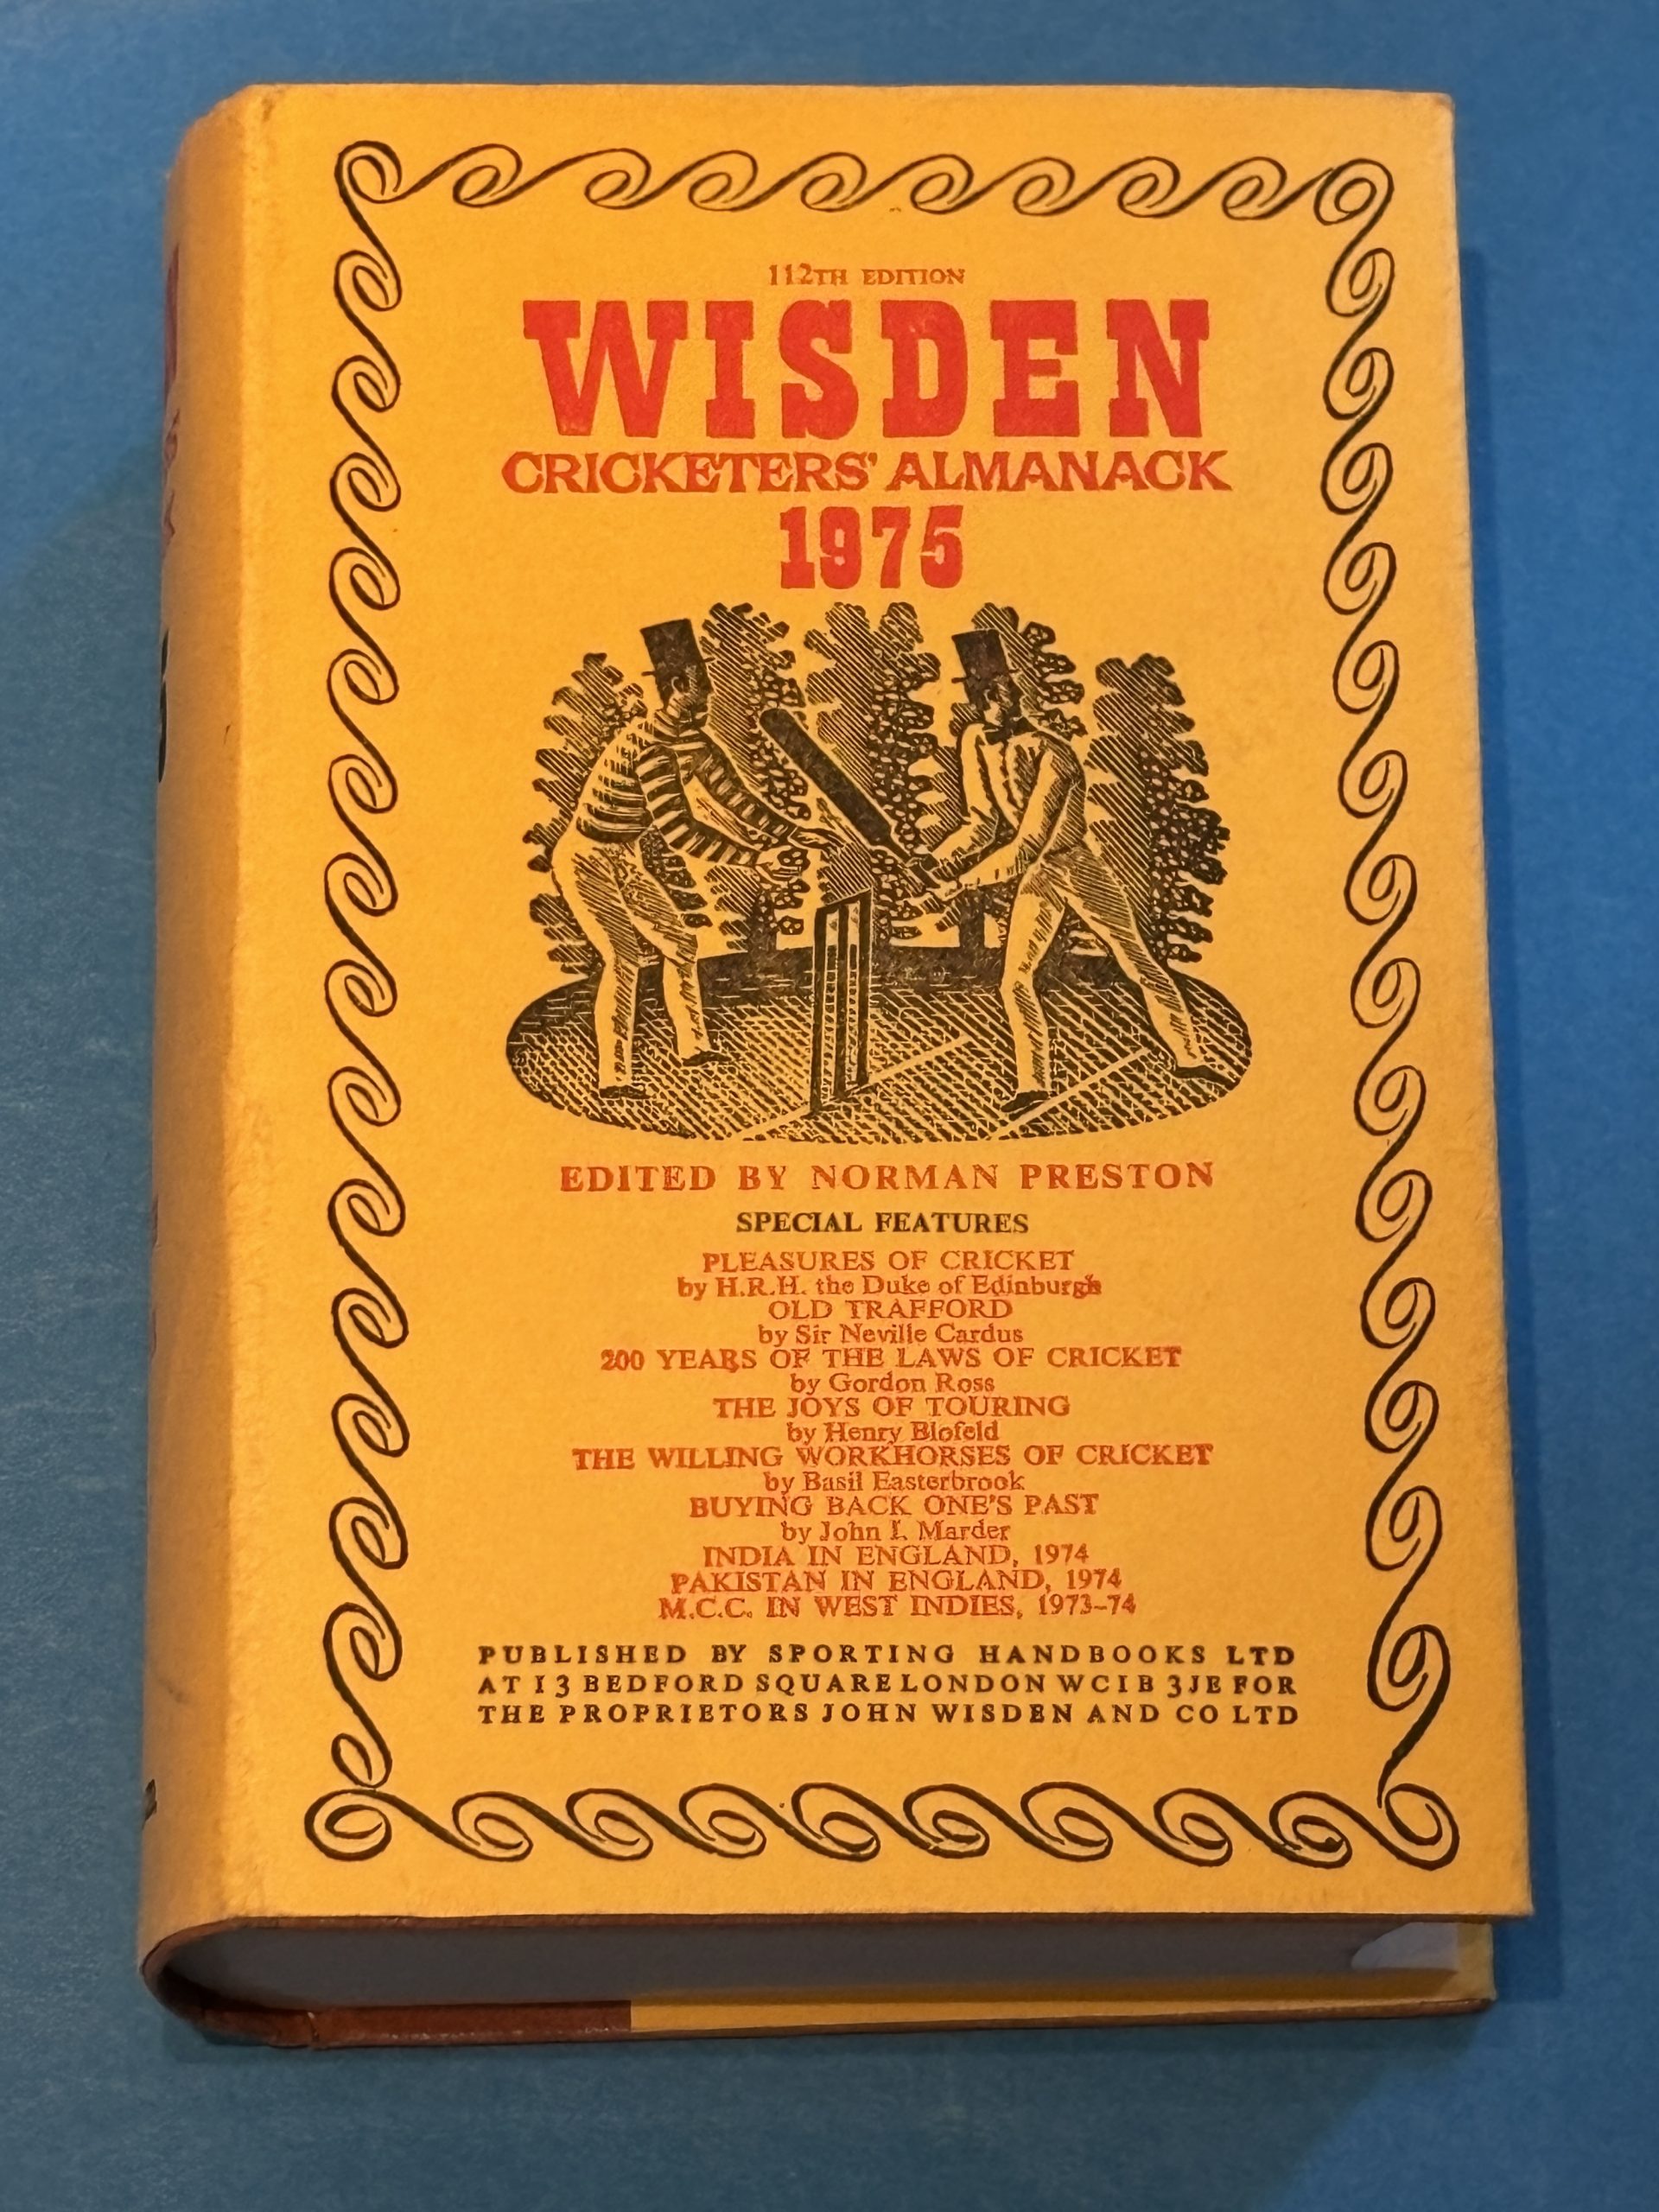 112TH EDITION
WISDEN
CRICKETERS' ALMANACK
1975
EDITED BY NORMAN PRESTON
SPECIAL FEATURES
PLEASURES OF CRICKET
by H.R.H. the Duke of Edinburgh
OLD TRAFFORD
by Sir Neville Cardus
200 YEARS OF THE LAWS OF CRICKET
by Gordon Ross
THE JOYS OF TOURING
by Henry Blofeld
THE WILLING WORKHORSES OF CRICKET
by Basil Easterbrook
BUYING BACK ONE'S PAST
by John I. Marder
INDIA IN ENGLAND, 1974
PAKISTAN IN ENGLAND, 1974
M.C.C. IN WEST INDIES, 1973–74
PUBLISHED BY SPORTING HANDBOOKS LTD
AT 13 BEDFORD SQUARE LONDON WC1B 3JE FOR
THE PROPRIETORS JOHN WISDEN AND CO LTD